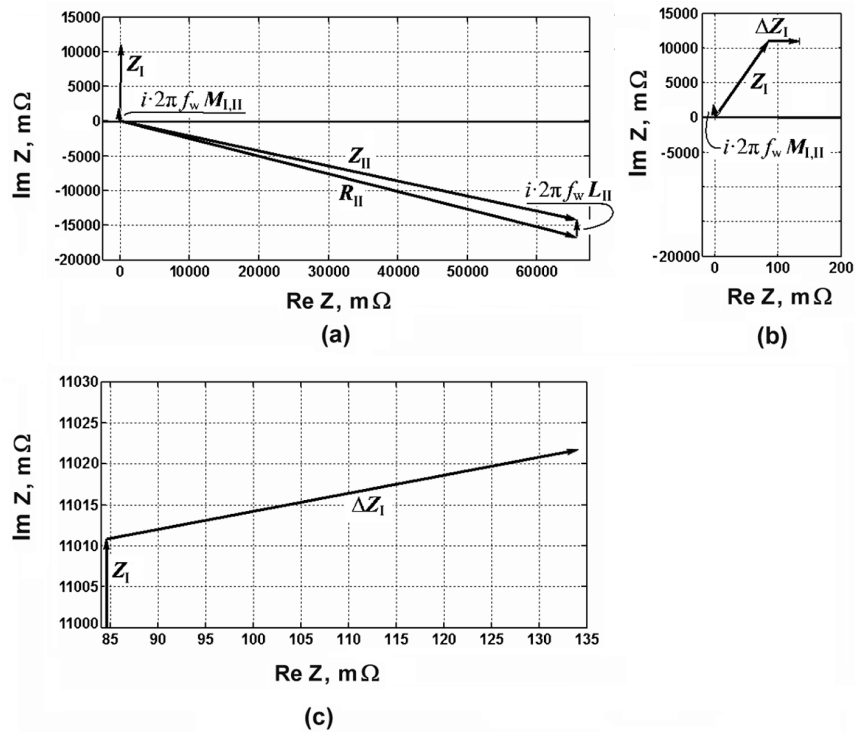 15000
10000
5000
0
-5000
-10000
-15000
-20000
Im Z, mΩ
Z_I
i·2π f_w M_I,II
Z_II
R_II
i·2π f_w L_II
0 10000 20000 30000 40000 50000 60000
Re Z, mΩ
(a)
15000
10000
5000
0
-5000
-20000
Im Z, mΩ
ΔZ_I
Z_I
i·2π f_w M_I,II
0 100 200
Re Z, mΩ
(b)
11030
11025
11020
11015
11010
11005
11000
Im Z, mΩ
ΔZ_I
Z_I
85 90 95 100 105 110 115 120 125 130 135
Re Z, mΩ
(c)